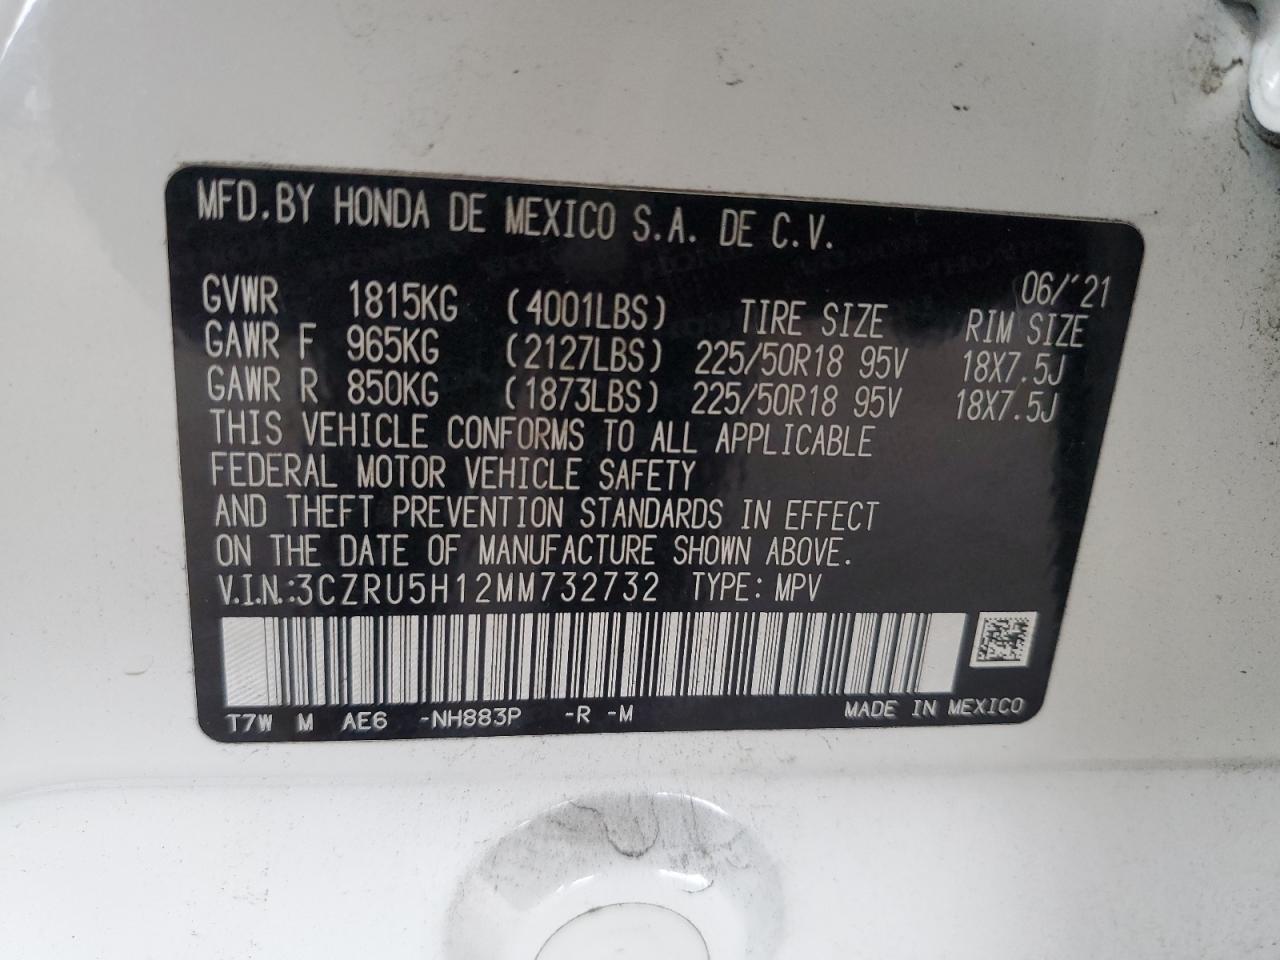 MFD.BY HONDA DE MEXICO S.A. DE C.V.
06/'21
GVWR 1815KG (4001LBS) TIRE SIZE RIM SIZE
GAWR F 965KG (2127LBS) 225/50R18 95V 18X7.5J
GAWR R 850KG (1873LBS) 225/50R18 95V 18X7.5J
THIS VEHICLE CONFORMS TO ALL APPLICABLE
FEDERAL MOTOR VEHICLE SAFETY
AND THEFT PREVENTION STANDARDS IN EFFECT
ON THE DATE OF MANUFACTURE SHOWN ABOVE.
V.I.N.:3CZRU5H12MM732732 TYPE: MPV
T7W M AE6 -NH883P -R -M MADE IN MEXICO